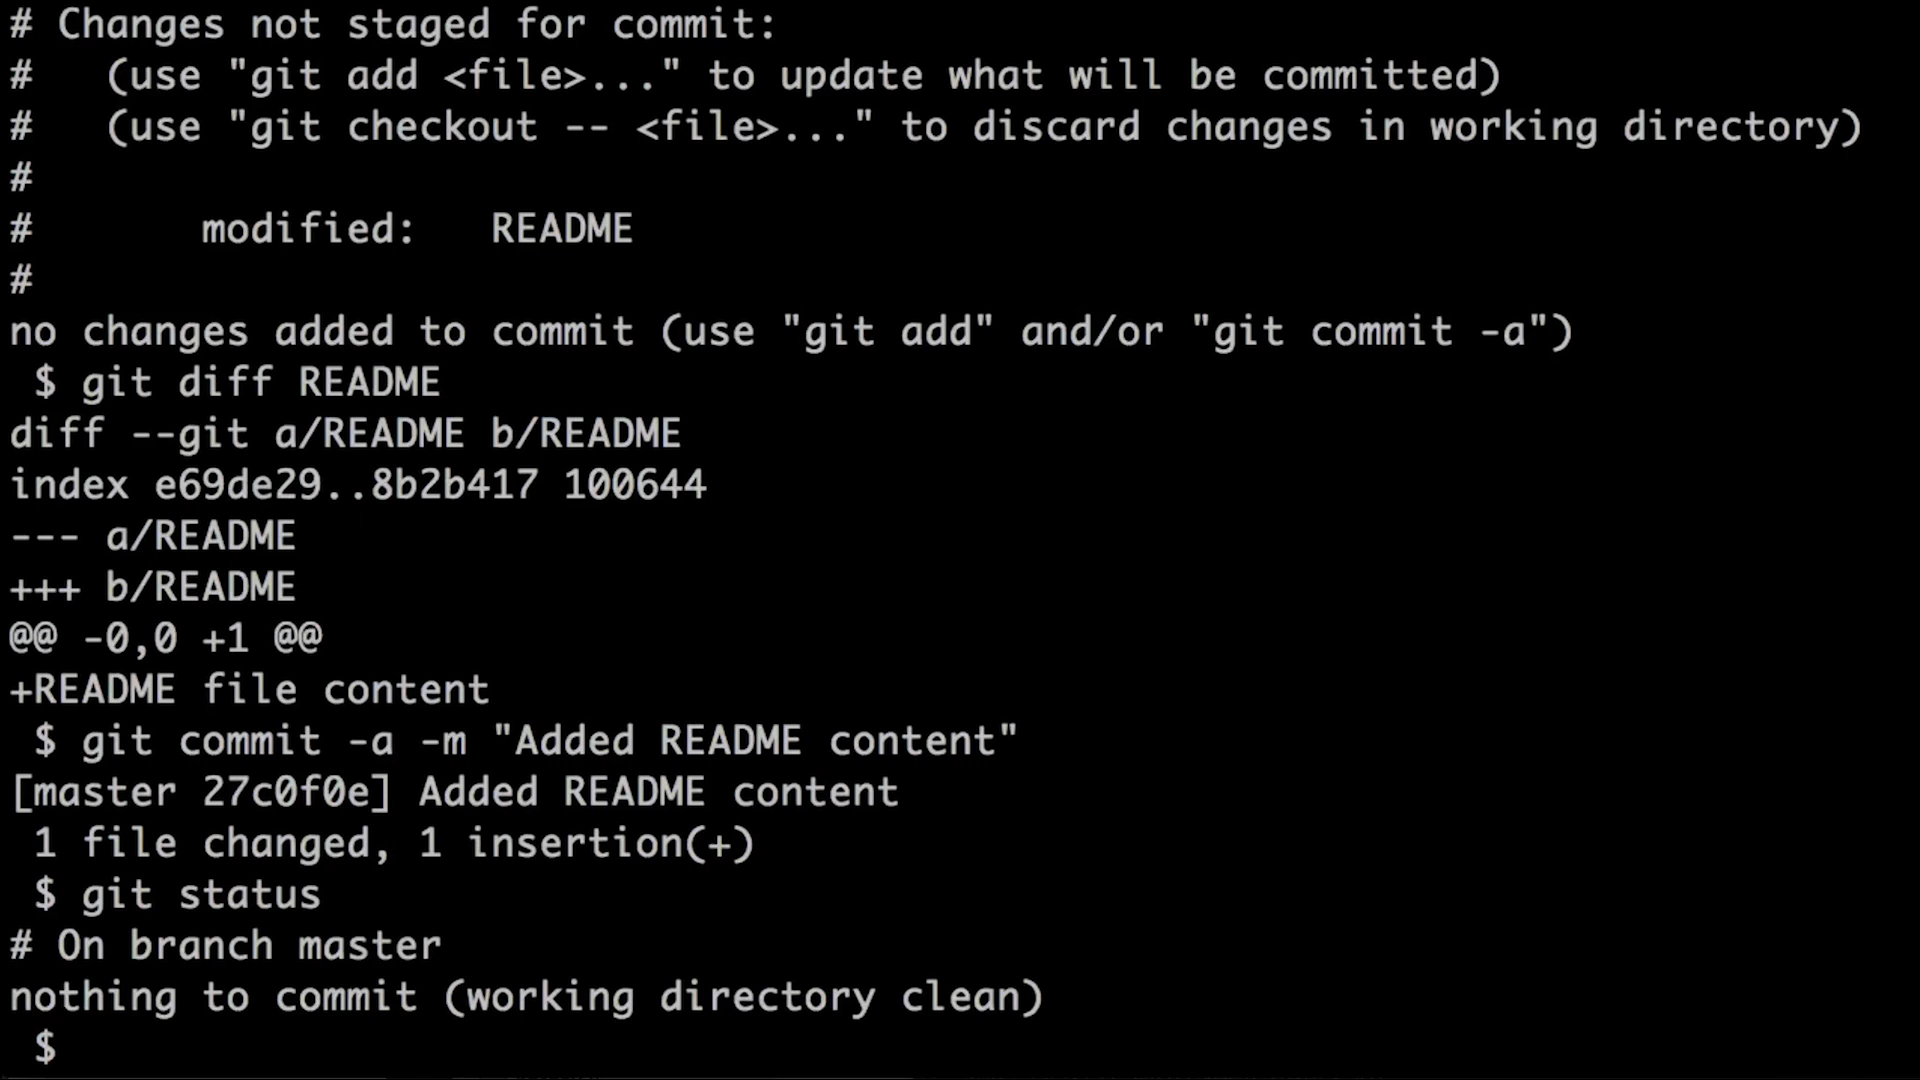 # Changes not staged for commit:
#   (use "git add <file>..." to update what will be committed)
#   (use "git checkout -- <file>..." to discard changes in working directory)
#
#       modified:   README
#
no changes added to commit (use "git add" and/or "git commit -a")
 $ git diff README
diff --git a/README b/README
index e69de29..8b2b417 100644
--- a/README
+++ b/README
@@ -0,0 +1 @@
+README file content
 $ git commit -a -m "Added README content"
[master 27c0f0e] Added README content
 1 file changed, 1 insertion(+)
 $ git status
# On branch master
nothing to commit (working directory clean)
 $